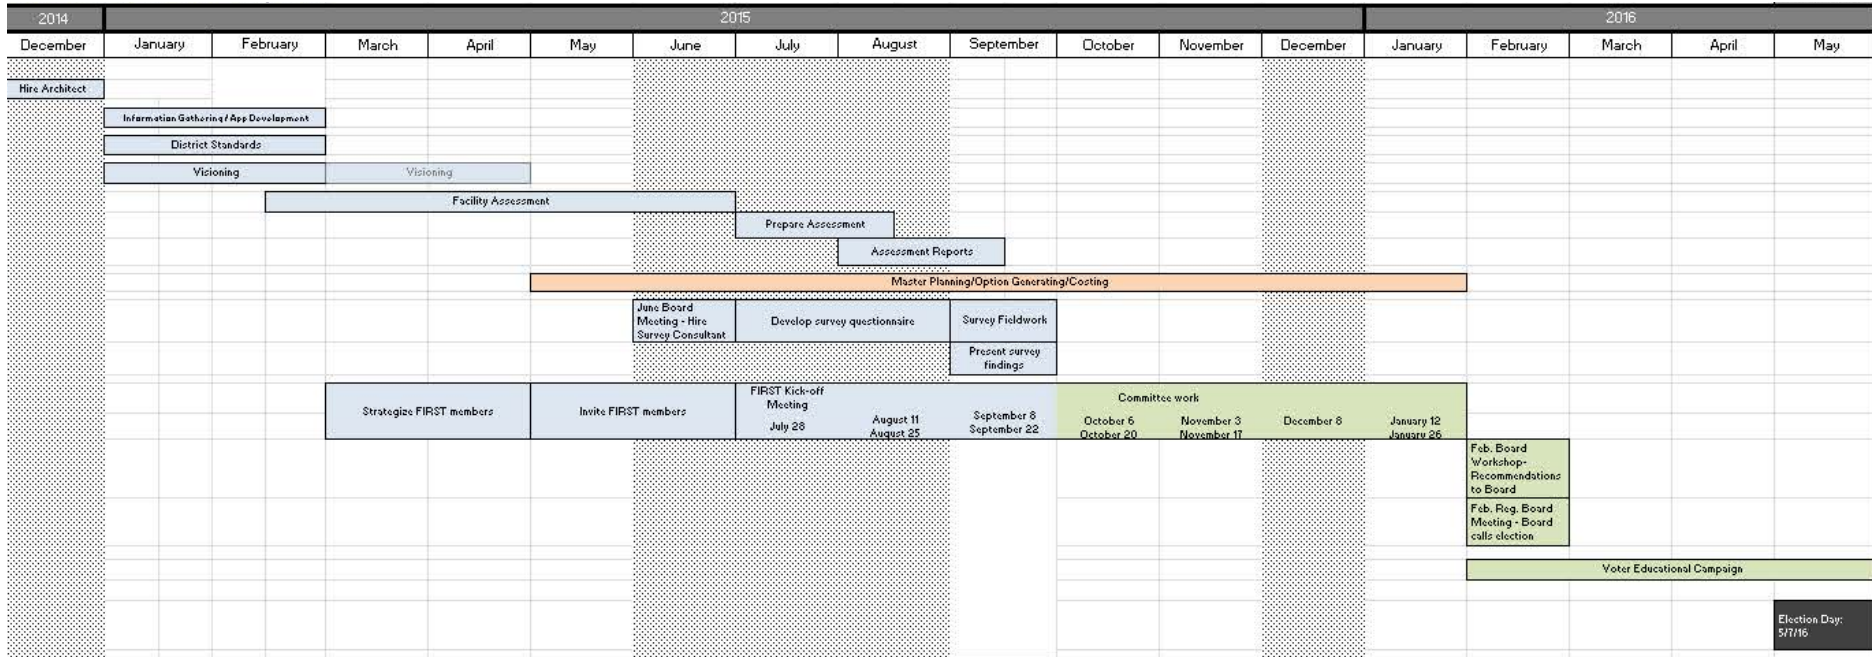 2014 2015 2016
December January February March April May June July August September October November December January February March April May
Hire Architect
Information Gathering / App Development
District Standards
Visioning Visioning
Facility Assessment
Prepare Assessment
Assessment Reports
Master Planning/Option Generating/Costing
June Board
Meeting - Hire
Survey Consultant
Develop survey questionnaire
Survey Fieldwork
Present survey
findings
Strategize FIRST members
Invite FIRST members
FIRST Kick-off
Meeting
July 28
August 11
August 25
September 8
September 22
Committee work
October 6
October 20
November 3
November 17
December 8
January 12
January 26
Feb. Board
Workshop-
Recommendations
to Board
Feb. Reg. Board
Meeting - Board
calls election
Voter Educational Campaign
Election Day:
5/7/16